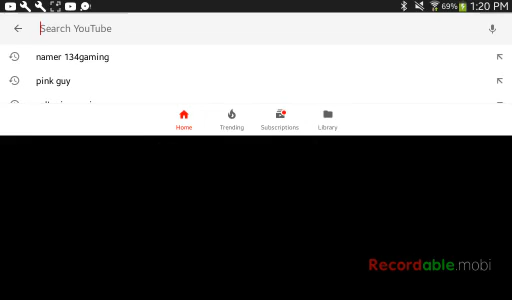 69% 1:20 PM
Search YouTube
namer 134gaming
pink guy
Home Trending Subscriptions Library
Recordable.mobi